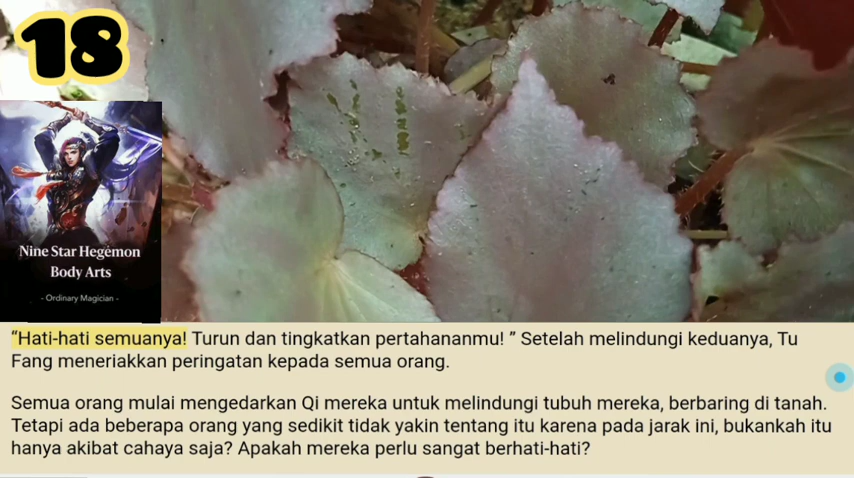 18
Nine Star Hegemon
Body Arts
- Ordinary Magician -
“Hati-hati semuanya! Turun dan tingkatkan pertahananmu! ” Setelah melindungi keduanya, Tu
Fang meneriakkan peringatan kepada semua orang.
Semua orang mulai mengedarkan Qi mereka untuk melindungi tubuh mereka, berbaring di tanah.
Tetapi ada beberapa orang yang sedikit tidak yakin tentang itu karena pada jarak ini, bukankah itu
hanya akibat cahaya saja? Apakah mereka perlu sangat berhati-hati?